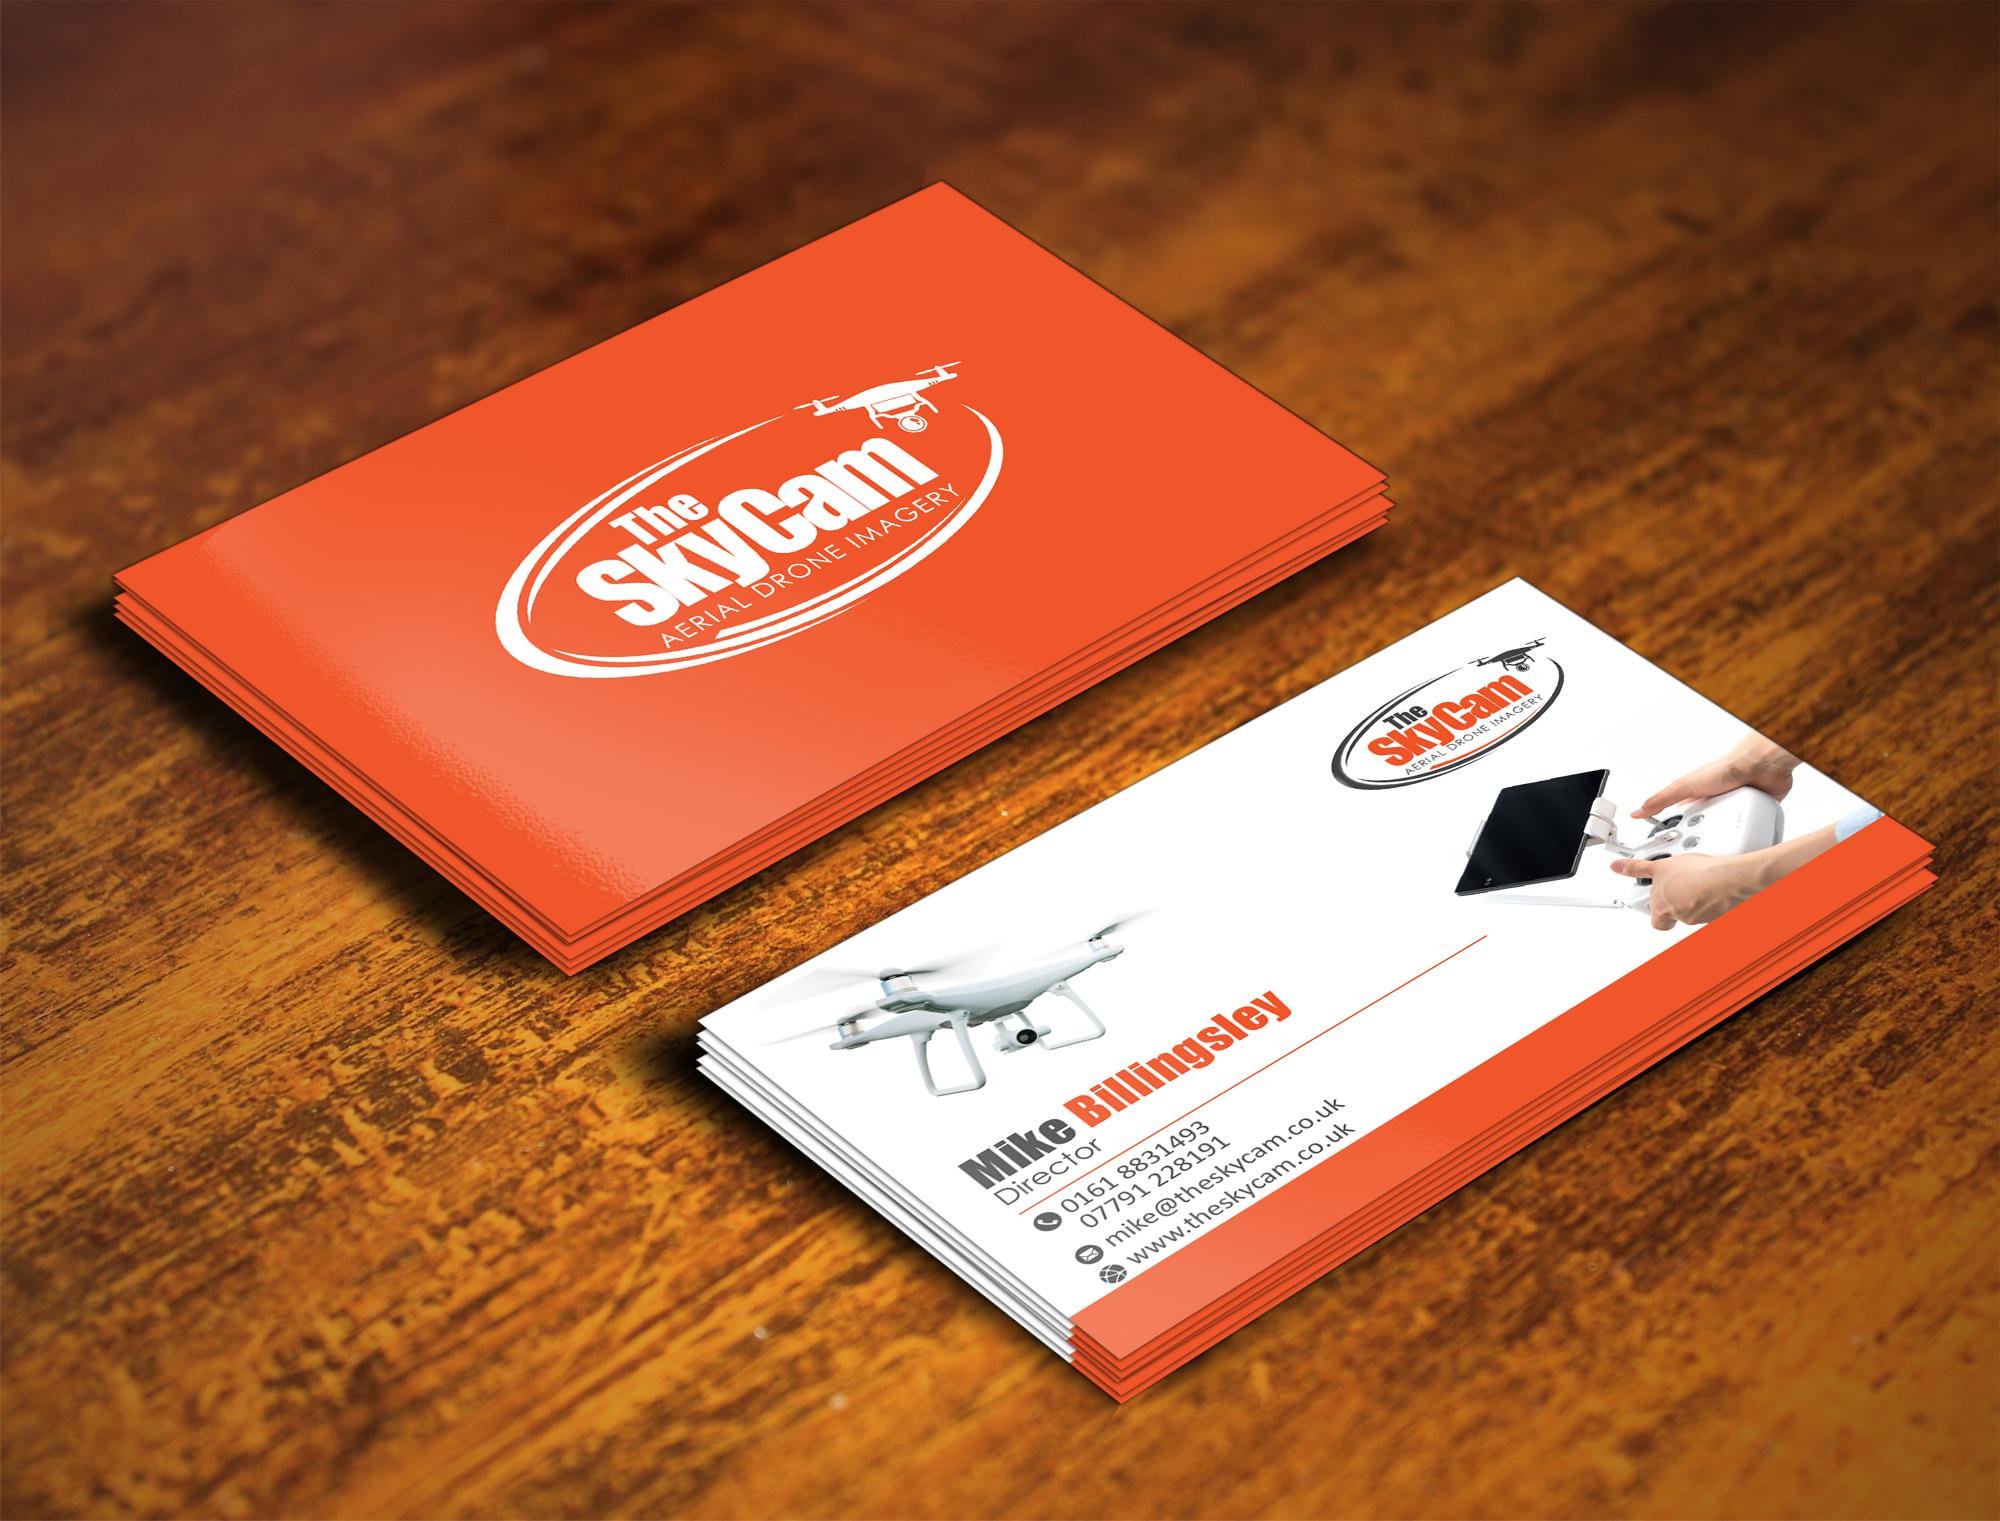 The
SkyCam
AERIAL DRONE IMAGERY
The
SkyCam
AERIAL DRONE IMAGERY
Mike Billingsley
Director
0161 8831493
07791 228191
mike@theskycam.co.uk
www.theskycam.co.uk